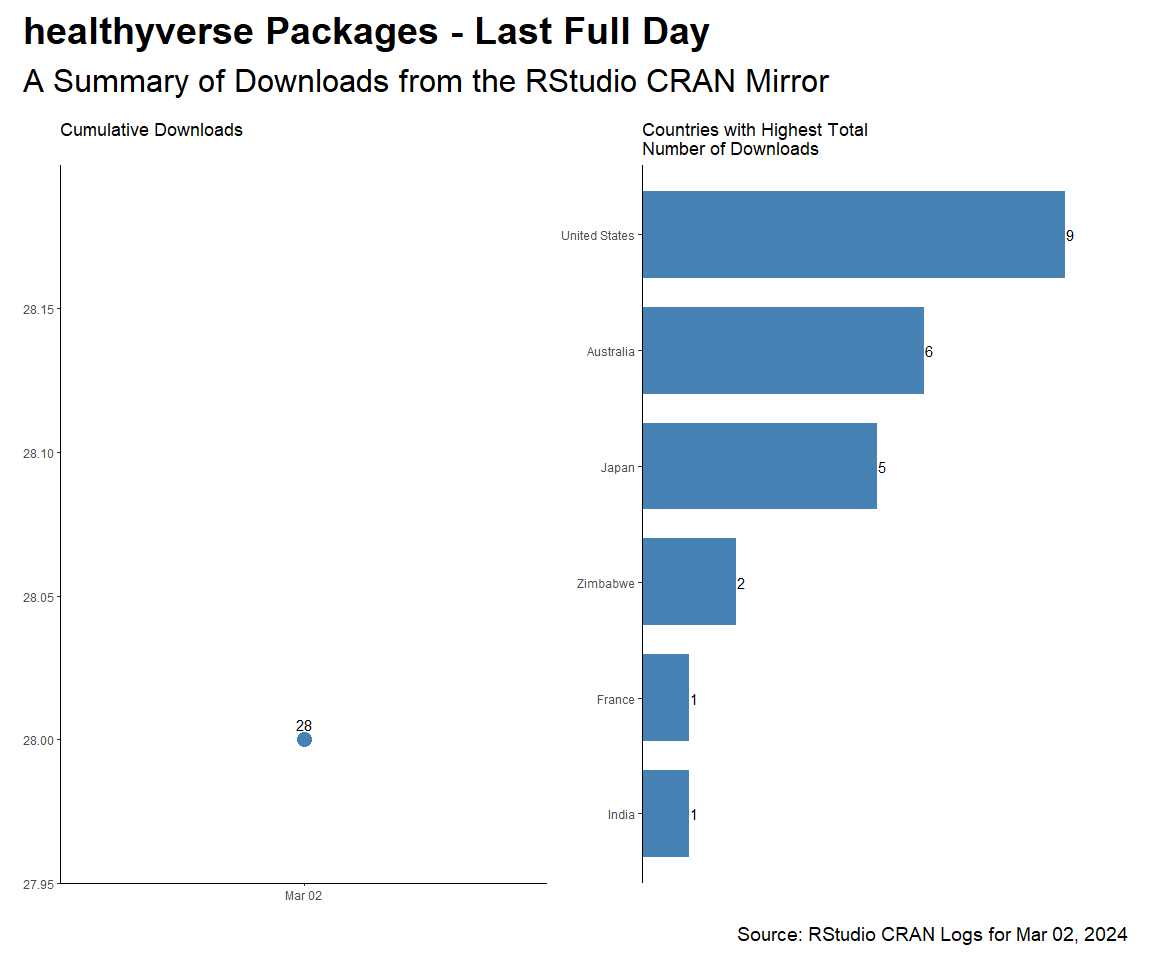 healthyverse Packages - Last Full Day
A Summary of Downloads from the RStudio CRAN Mirror
Cumulative Downloads
28.15
28.10
28.05
28.00
27.95
28
Mar 02
Countries with Highest Total
Number of Downloads
United States
9
Australia
6
Japan
5
Zimbabwe
2
France
1
India
1
Source: RStudio CRAN Logs for Mar 02, 2024